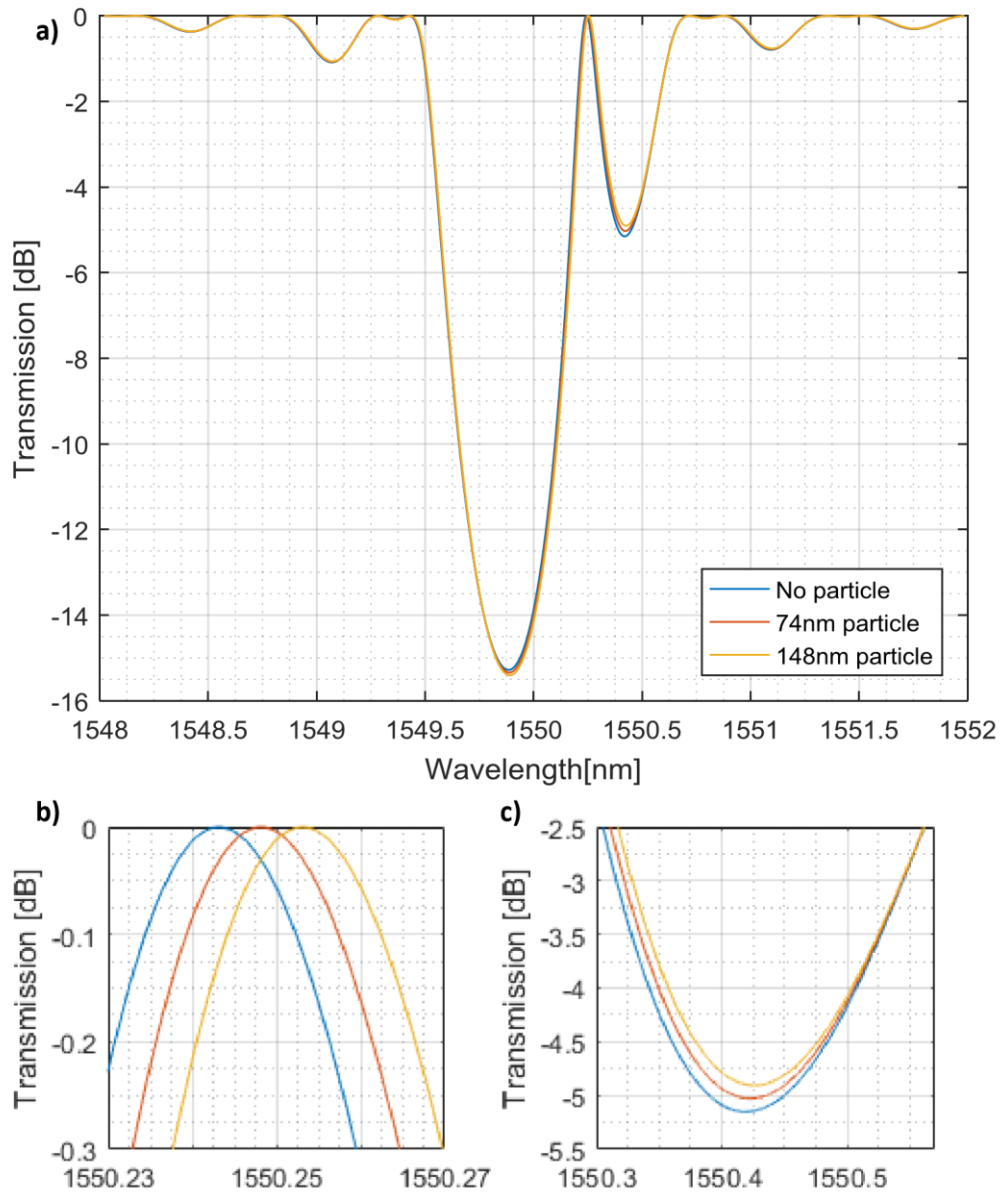 a)
Transmission [dB]
0
-2
-4
-6
-8
-10
-12
-14
-16
1548 1548.5 1549 1549.5 1550 1550.5 1551 1551.5 1552
Wavelength[nm]
No particle
74nm particle
148nm particle
b)
Transmission [dB]
0
-0.1
-0.2
-0.3
1550.23 1550.25 1550.27
c)
Transmission [dB]
-2.5
-3
-3.5
-4
-4.5
-5
-5.5
1550.3 1550.4 1550.5